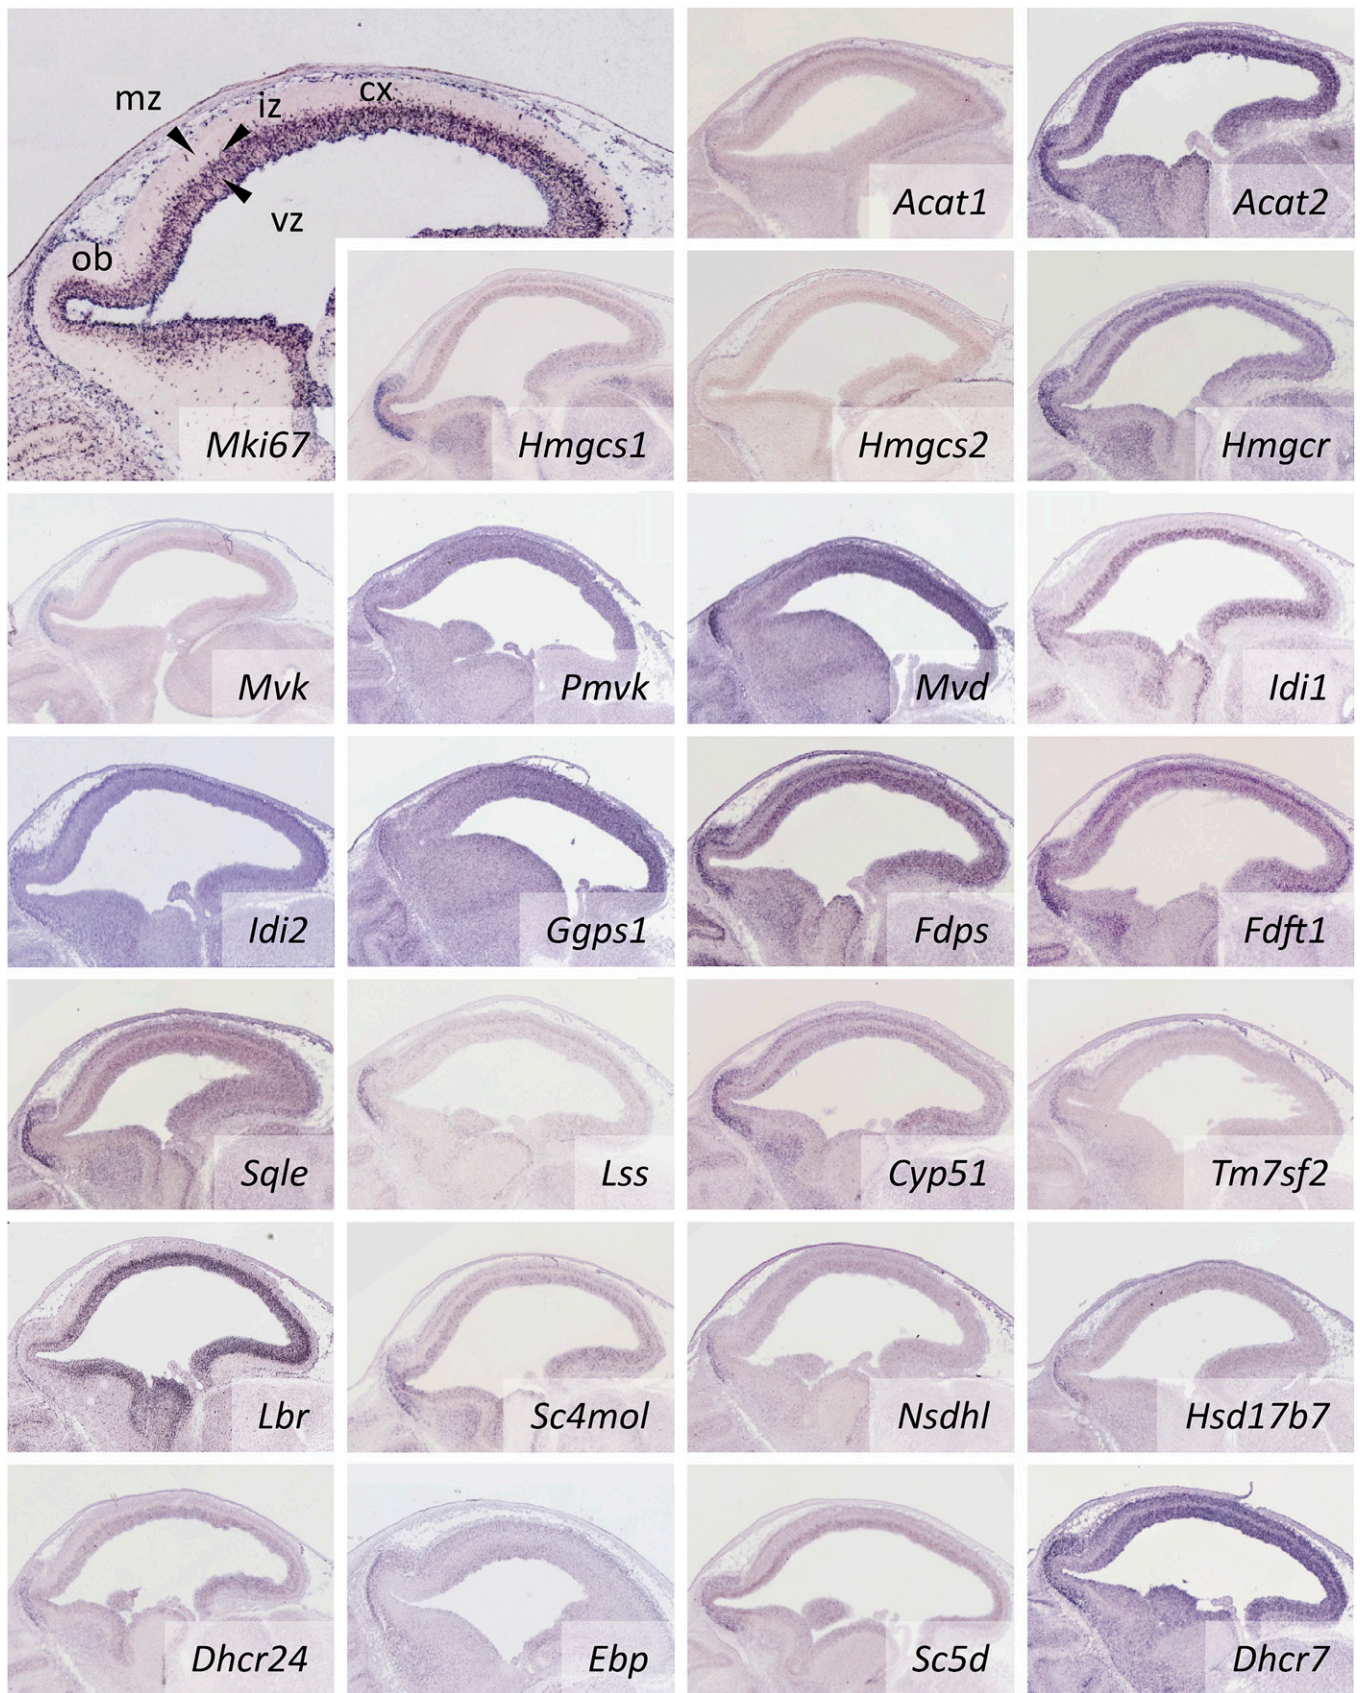 mz
iz
cx
vz
ob
Mki67
Acat1
Acat2
Hmgcs1
Hmgcs2
Hmgcr
Mvk
Pmvk
Mvd
Idi1
Idi2
Ggps1
Fdps
Fdft1
Sqle
Lss
Cyp51
Tm7sf2
Lbr
Sc4mol
Nsdhl
Hsd17b7
Dhcr24
Ebp
Sc5d
Dhcr7